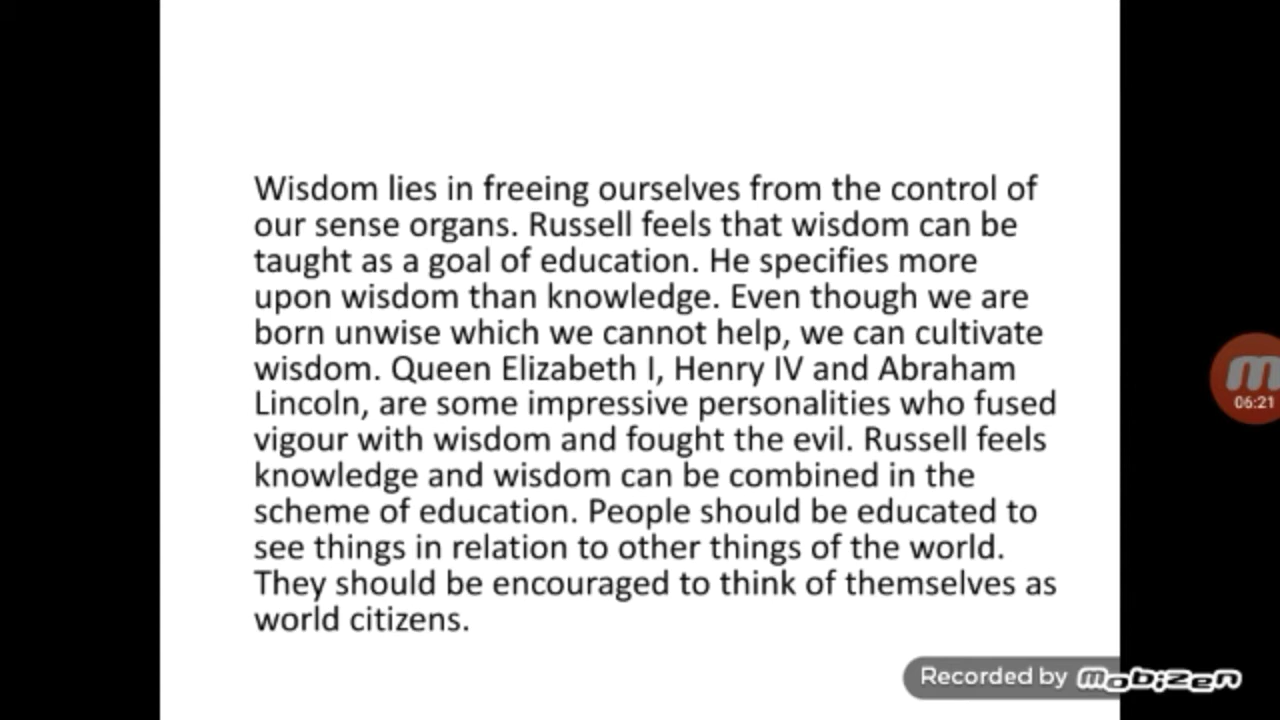 Wisdom lies in freeing ourselves from the control of
our sense organs. Russell feels that wisdom can be
taught as a goal of education. He specifies more
upon wisdom than knowledge. Even though we are
born unwise which we cannot help, we can cultivate
wisdom. Queen Elizabeth I, Henry IV and Abraham
Lincoln, are some impressive personalities who fused
vigour with wisdom and fought the evil. Russell feels
knowledge and wisdom can be combined in the
scheme of education. People should be educated to
see things in relation to other things of the world.
They should be encouraged to think of themselves as
world citizens.
m
06:21
Recorded by mobizen